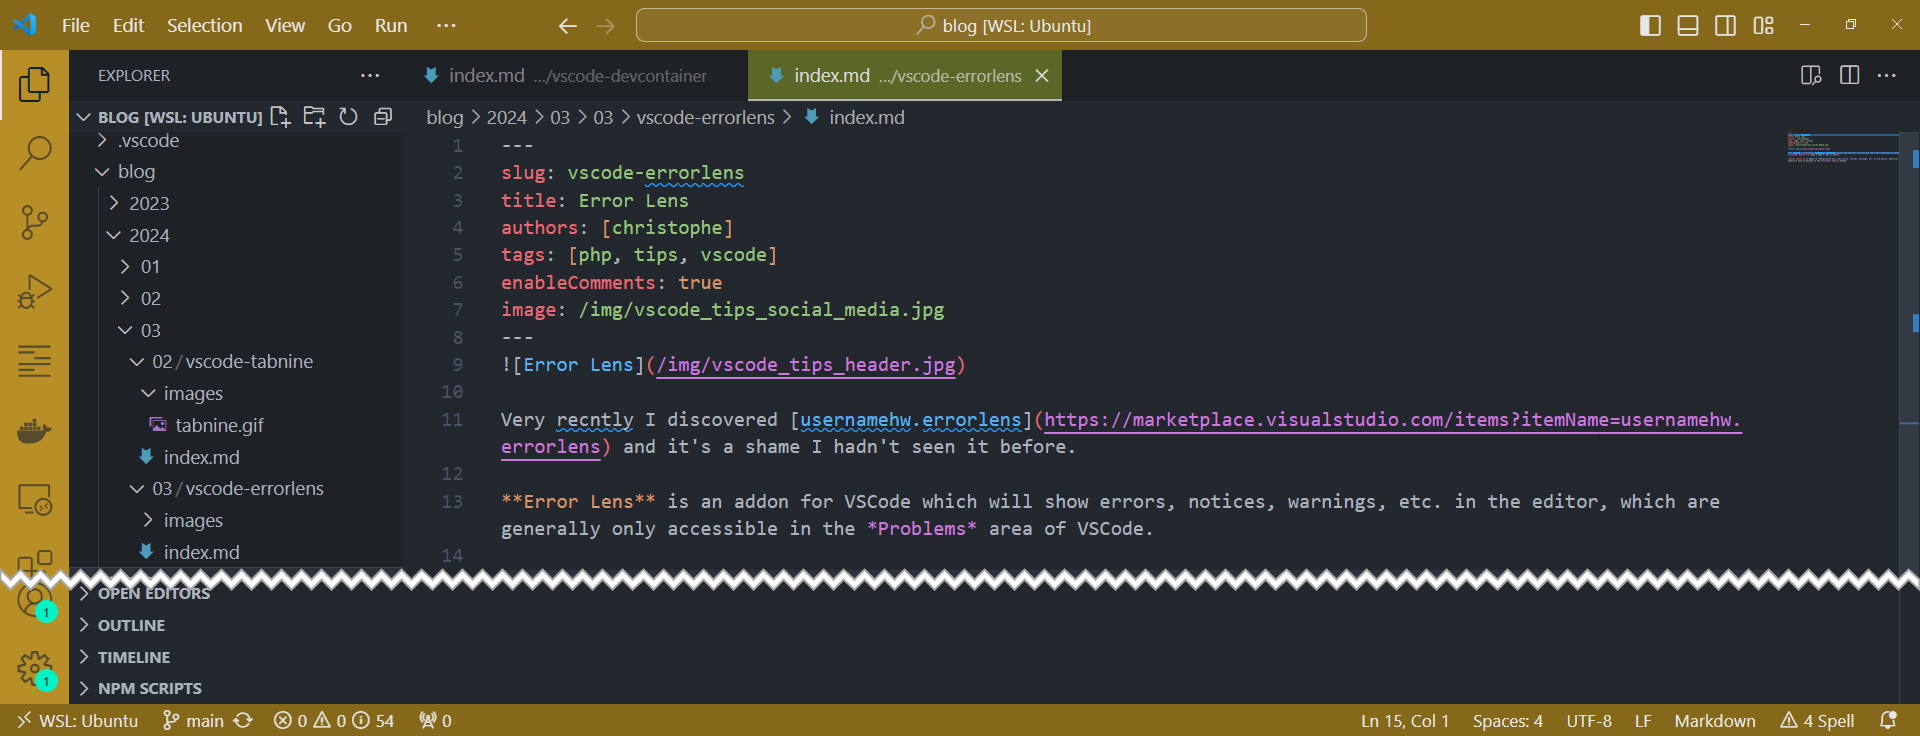 File Edit Selection View Go Run ···
blog [WSL: Ubuntu]
EXPLORER ···
index.md .../vscode-devcontainer
index.md .../vscode-errorlens
BLOG [WSL: UBUNTU]
blog > 2024 > 03 > 03 > vscode-errorlens > index.md
.vscode
blog
2023
2024
01
02
03
02/vscode-tabnine
images
tabnine.gif
index.md
03/vscode-errorlens
images
index.md
1 ---
2 slug: vscode-errorlens
3 title: Error Lens
4 authors: [christophe]
5 tags: [php, tips, vscode]
6 enableComments: true
7 image: /img/vscode_tips_social_media.jpg
8 ---
9 ![Error Lens](/img/vscode_tips_header.jpg)
10
11 Very recntly I discovered [usernamehw.errorlens](https://marketplace.visualstudio.com/items?itemName=usernamehw.
errorlens) and it's a shame I hadn't seen it before.
12
13 **Error Lens** is an addon for VSCode which will show errors, notices, warnings, etc. in the editor, which are
generally only accessible in the *Problems* area of VSCode.
14
OPEN EDITORS
OUTLINE
TIMELINE
NPM SCRIPTS
1
1
WSL: Ubuntu main 0 0 54 0
Ln 15, Col 1 Spaces: 4 UTF-8 LF Markdown 4 Spell